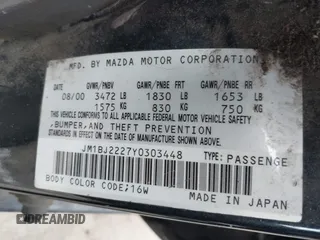 MFD. BY MAZDA MOTOR CORPORATION
DATE GVWR/PNBV GAWR/PNBE FRT GAWR/PNBE RR
08/00 3472 LB 1830 LB 1653 LB
1575 KG 830 KG 750 KG
THIS VEHICLE CONFORMS TO ALL APPLICABLE FEDERAL MOTOR VEHICLE SAFETY
BUMPER, AND THEFT PREVENTION
STANDARDS IN EFFECT ON THE DATE OF MANUFACTURE SHOWN ABOVE.
JM1BJ2227Y0303448 TYPE: PASSENGE
BODY COLOR CODE; 16W MADE IN JAPAN
DREAMBID